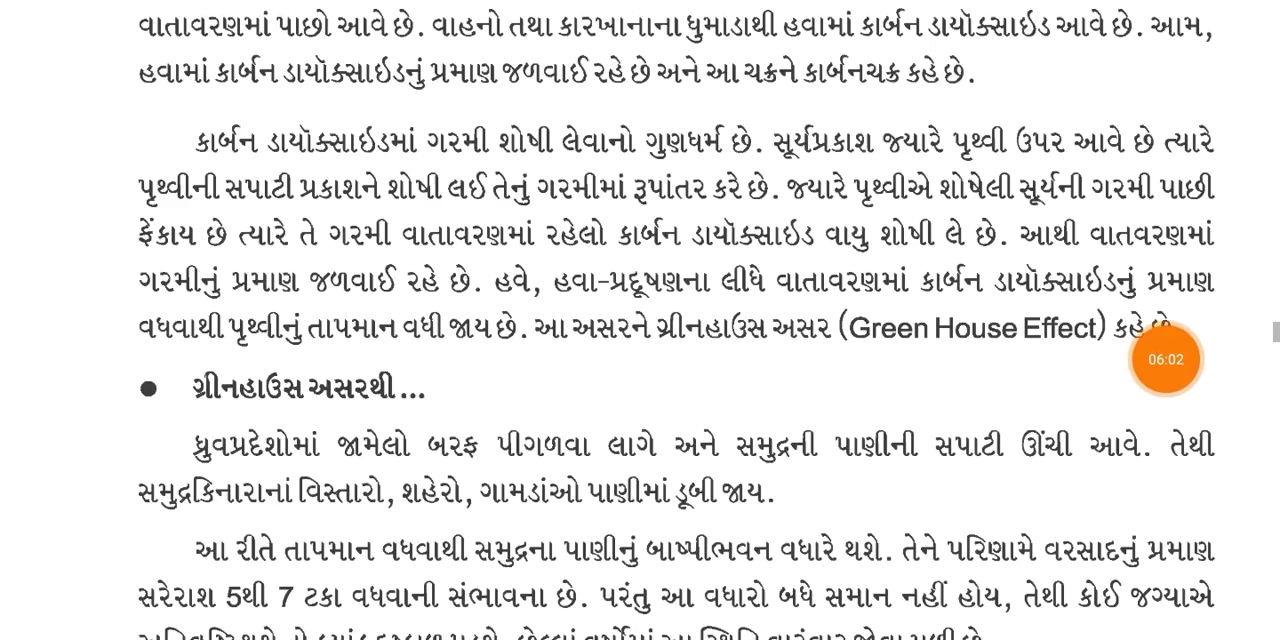 વાતાવરણમાં પાછો આવે છે. વાહનો તથા કારખાનાના ધુમાડાથી હવામાં કાર્બન ડાયૉક્સાઇડ આવે છે. આમ,
હવામાં કાર્બન ડાયૉક્સાઇડનું પ્રમાણ જળવાઈ રહે છે અને આ ચક્રને કાર્બનચક્ર કહે છે.
કાર્બન ડાયૉક્સાઇડમાં ગરમી શોષી લેવાનો ગુણધર્મ છે. સૂર્યપ્રકાશ જ્યારે પૃથ્વી ઉપર આવે છે ત્યારે
પૃથ્વીની સપાટી પ્રકાશને શોષી લઈ તેનું ગરમીમાં રૂપાંતર કરે છે. જ્યારે પૃથ્વીએ શોષેલી સૂર્યની ગરમી પાછી
ફેંકાય છે ત્યારે તે ગરમી વાતાવરણમાં રહેલો કાર્બન ડાયૉક્સાઇડ વાયુ શોષી લે છે. આથી વાતવરણમાં
ગરમીનું પ્રમાણ જળવાઈ રહે છે. હવે, હવા-પ્રદૂષણના લીધે વાતાવરણમાં કાર્બન ડાયૉક્સાઇડનું પ્રમાણ
વધવાથી પૃથ્વીનું તાપમાન વધી જાય છે. આ અસરને ગ્રીનહાઉસ અસર (Green House Effect) કહે છે
06:02
● ગ્રીનહાઉસ અસરથી...
ધ્રુવપ્રદેશોમાં જામેલો બરફ પીગળવા લાગે અને સમુદ્રની પાણીની સપાટી ઊંચી આવે. તેથી
સમુદ્રકિનારાનાં વિસ્તારો, શહેરો, ગામડાંઓ પાણીમાં ડૂબી જાય.
આ રીતે તાપમાન વધવાથી સમુદ્રના પાણીનું બાષ્પીભવન વધારે થશે. તેને પરિણામે વરસાદનું પ્રમાણ
સરેરાશ 5થી 7 ટકા વધવાની સંભાવના છે. પરંતુ આ વધારો બધે સમાન નહીં હોય, તેથી કોઈ જગ્યાએ